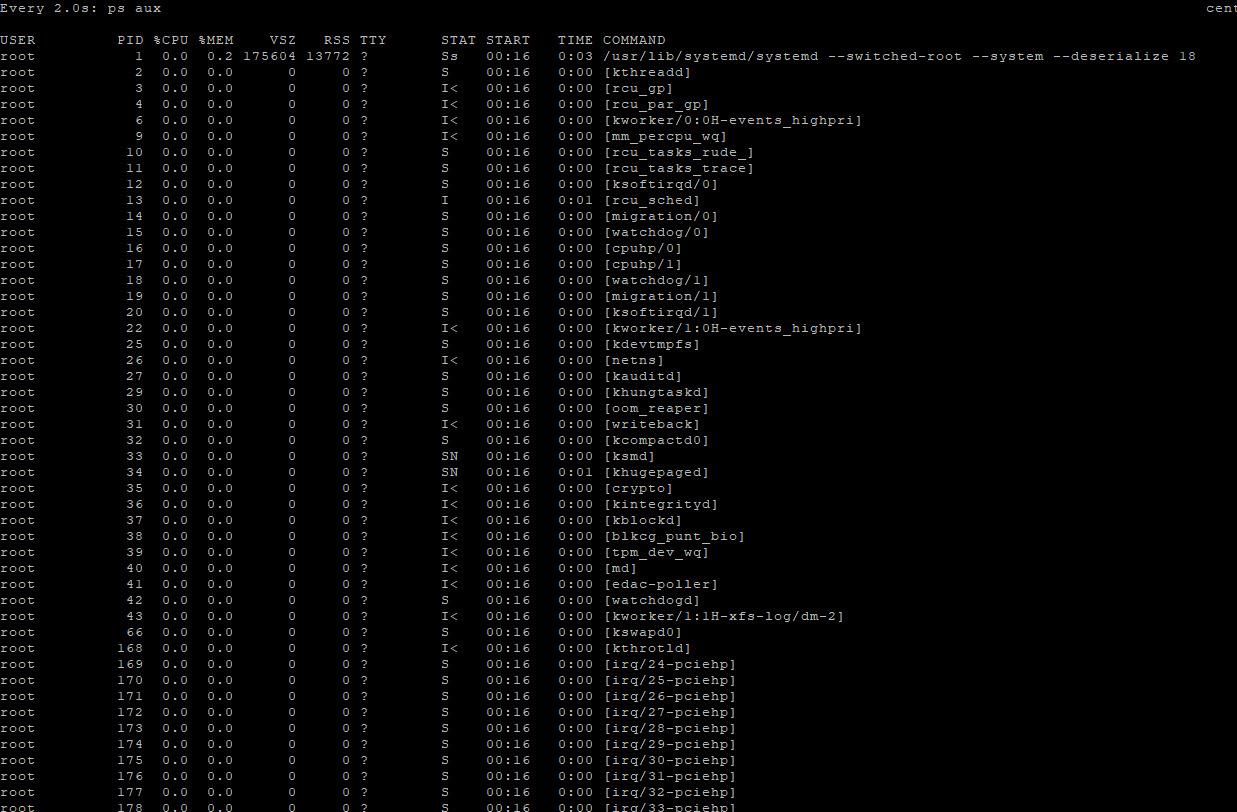 Every 2.0s: ps aux cent
USER PID %CPU %MEM VSZ RSS TTY STAT START TIME COMMAND
root 1 0.0 0.2 175604 13772 ? Ss 00:16 0:03 /usr/lib/systemd/systemd --switched-root --system --deserialize 18
root 2 0.0 0.0 0 0 ? S 00:16 0:00 [kthreadd]
root 3 0.0 0.0 0 0 ? I< 00:16 0:00 [rcu_gp]
root 4 0.0 0.0 0 0 ? I< 00:16 0:00 [rcu_par_gp]
root 6 0.0 0.0 0 0 ? I< 00:16 0:00 [kworker/0:0H-events_highpri]
root 9 0.0 0.0 0 0 ? I< 00:16 0:00 [mm_percpu_wq]
root 10 0.0 0.0 0 0 ? S 00:16 0:00 [rcu_tasks_rude_]
root 11 0.0 0.0 0 0 ? S 00:16 0:00 [rcu_tasks_trace]
root 12 0.0 0.0 0 0 ? S 00:16 0:00 [ksoftirqd/0]
root 13 0.0 0.0 0 0 ? I 00:16 0:01 [rcu_sched]
root 14 0.0 0.0 0 0 ? S 00:16 0:00 [migration/0]
root 15 0.0 0.0 0 0 ? S 00:16 0:00 [watchdog/0]
root 16 0.0 0.0 0 0 ? S 00:16 0:00 [cpuhp/0]
root 17 0.0 0.0 0 0 ? S 00:16 0:00 [cpuhp/1]
root 18 0.0 0.0 0 0 ? S 00:16 0:00 [watchdog/1]
root 19 0.0 0.0 0 0 ? S 00:16 0:00 [migration/1]
root 20 0.0 0.0 0 0 ? S 00:16 0:00 [ksoftirqd/1]
root 22 0.0 0.0 0 0 ? I< 00:16 0:00 [kworker/1:0H-events_highpri]
root 25 0.0 0.0 0 0 ? S 00:16 0:00 [kdevtmpfs]
root 26 0.0 0.0 0 0 ? I< 00:16 0:00 [netns]
root 27 0.0 0.0 0 0 ? S 00:16 0:00 [kauditd]
root 29 0.0 0.0 0 0 ? S 00:16 0:00 [khungtaskd]
root 30 0.0 0.0 0 0 ? S 00:16 0:00 [oom_reaper]
root 31 0.0 0.0 0 0 ? I< 00:16 0:00 [writeback]
root 32 0.0 0.0 0 0 ? S 00:16 0:00 [kcompactd0]
root 33 0.0 0.0 0 0 ? SN 00:16 0:00 [ksmd]
root 34 0.0 0.0 0 0 ? SN 00:16 0:01 [khugepaged]
root 35 0.0 0.0 0 0 ? I< 00:16 0:00 [crypto]
root 36 0.0 0.0 0 0 ? I< 00:16 0:00 [kintegrityd]
root 37 0.0 0.0 0 0 ? I< 00:16 0:00 [kblockd]
root 38 0.0 0.0 0 0 ? I< 00:16 0:00 [blkcg_punt_bio]
root 39 0.0 0.0 0 0 ? I< 00:16 0:00 [tpm_dev_wq]
root 40 0.0 0.0 0 0 ? I< 00:16 0:00 [md]
root 41 0.0 0.0 0 0 ? I< 00:16 0:00 [edac-poller]
root 42 0.0 0.0 0 0 ? S 00:16 0:00 [watchdogd]
root 43 0.0 0.0 0 0 ? I< 00:16 0:00 [kworker/1:1H-xfs-log/dm-2]
root 66 0.0 0.0 0 0 ? S 00:16 0:00 [kswapd0]
root 168 0.0 0.0 0 0 ? I< 00:16 0:00 [kthrotld]
root 169 0.0 0.0 0 0 ? S 00:16 0:00 [irq/24-pciehp]
root 170 0.0 0.0 0 0 ? S 00:16 0:00 [irq/25-pciehp]
root 171 0.0 0.0 0 0 ? S 00:16 0:00 [irq/26-pciehp]
root 172 0.0 0.0 0 0 ? S 00:16 0:00 [irq/27-pciehp]
root 173 0.0 0.0 0 0 ? S 00:16 0:00 [irq/28-pciehp]
root 174 0.0 0.0 0 0 ? S 00:16 0:00 [irq/29-pciehp]
root 175 0.0 0.0 0 0 ? S 00:16 0:00 [irq/30-pciehp]
root 176 0.0 0.0 0 0 ? S 00:16 0:00 [irq/31-pciehp]
root 177 0.0 0.0 0 0 ? S 00:16 0:00 [irq/32-pciehp]
root 178 0.0 0.0 0 0 ? S 00:16 0:00 [irq/33-pciehp]